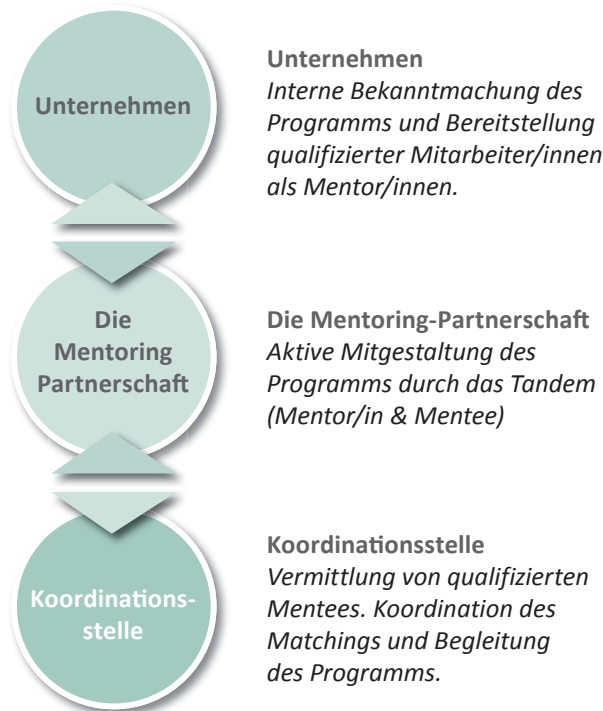 Unternehmen
Unternehmen
Interne Bekanntmachung des
Programms und Bereitstellung
qualifizierter Mitarbeiter/innen
als Mentor/innen.
Die
Mentoring
Partnerschaft
Die Mentoring-Partnerschaft
Aktive Mitgestaltung des
Programms durch das Tandem
(Mentor/in & Mentee)
Koordinations-
stelle
Koordinationsstelle
Vermittlung von qualifizierten
Mentees. Koordination des
Matchings und Begleitung
des Programms.